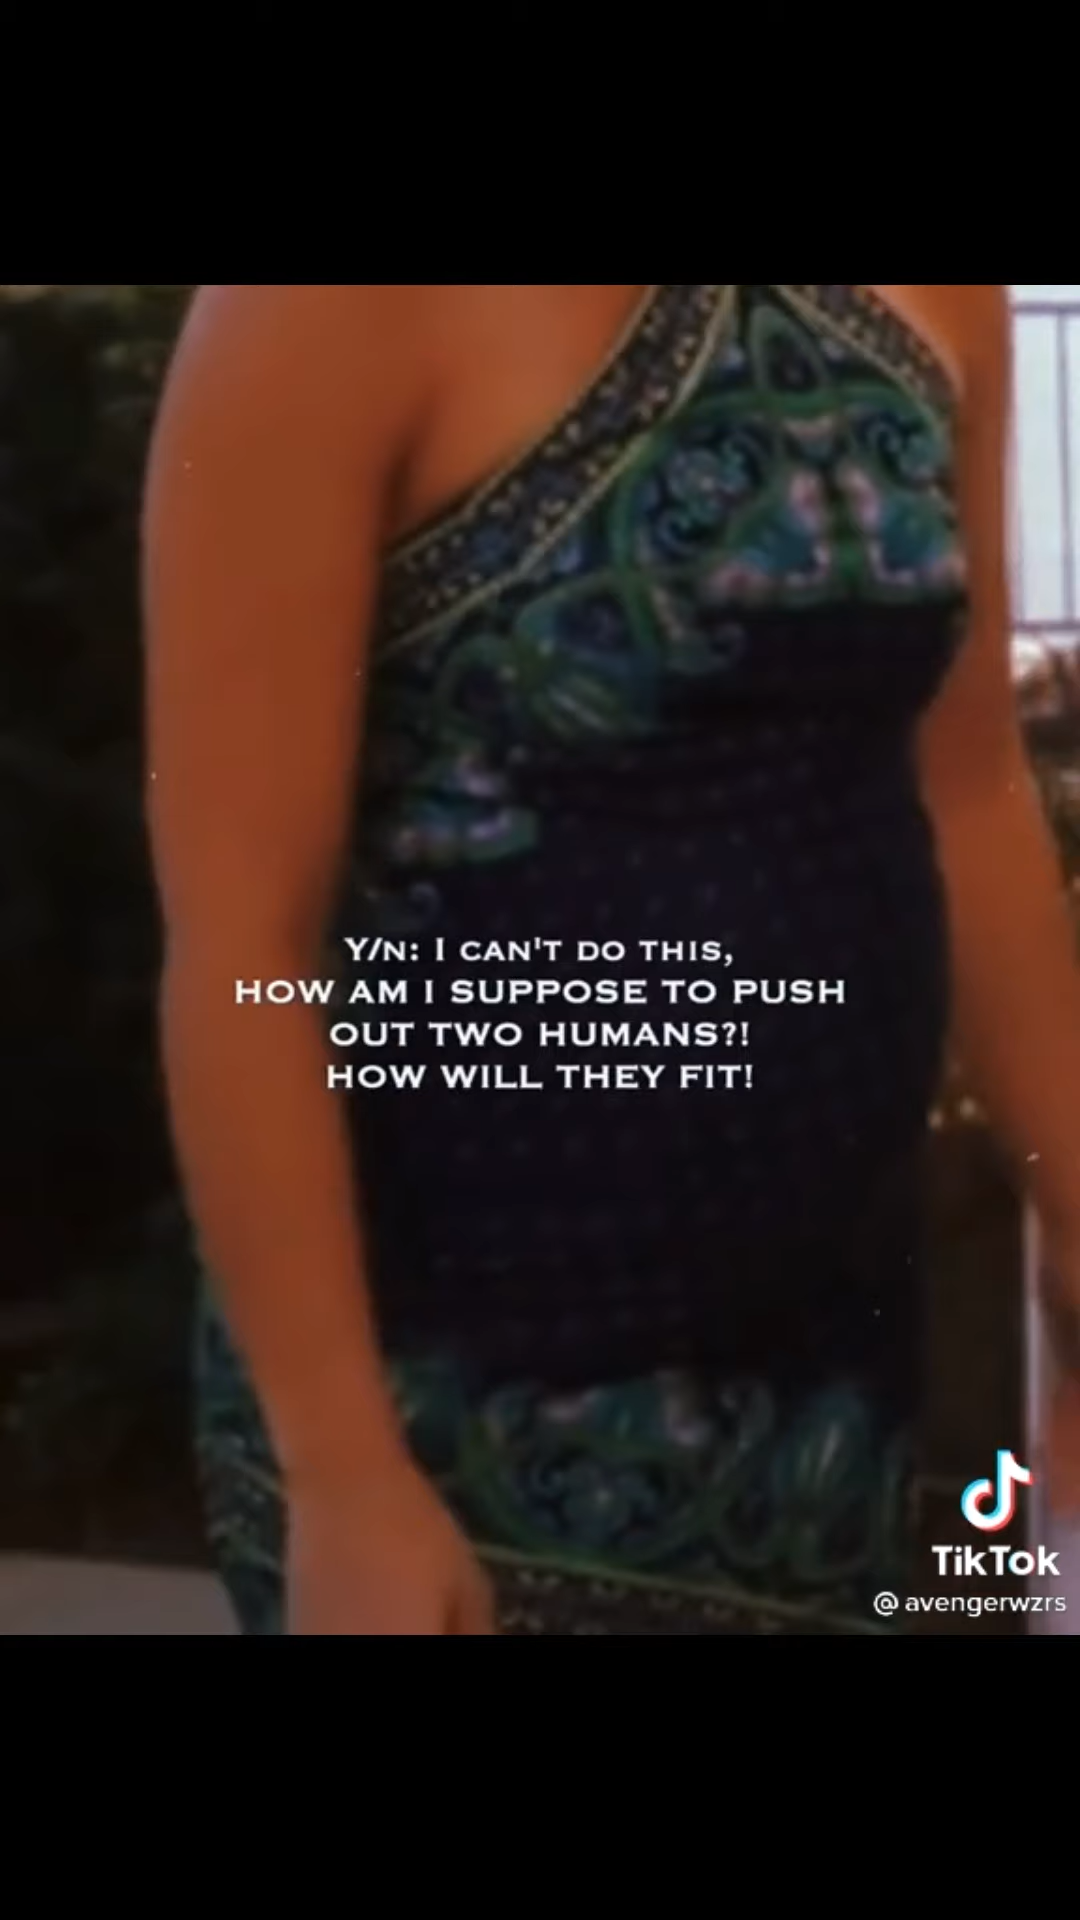 Y/N: I CAN'T DO THIS,
HOW AM I SUPPOSE TO PUSH
OUT TWO HUMANS?!
HOW WILL THEY FIT!
TikTok
@avengerwzrs